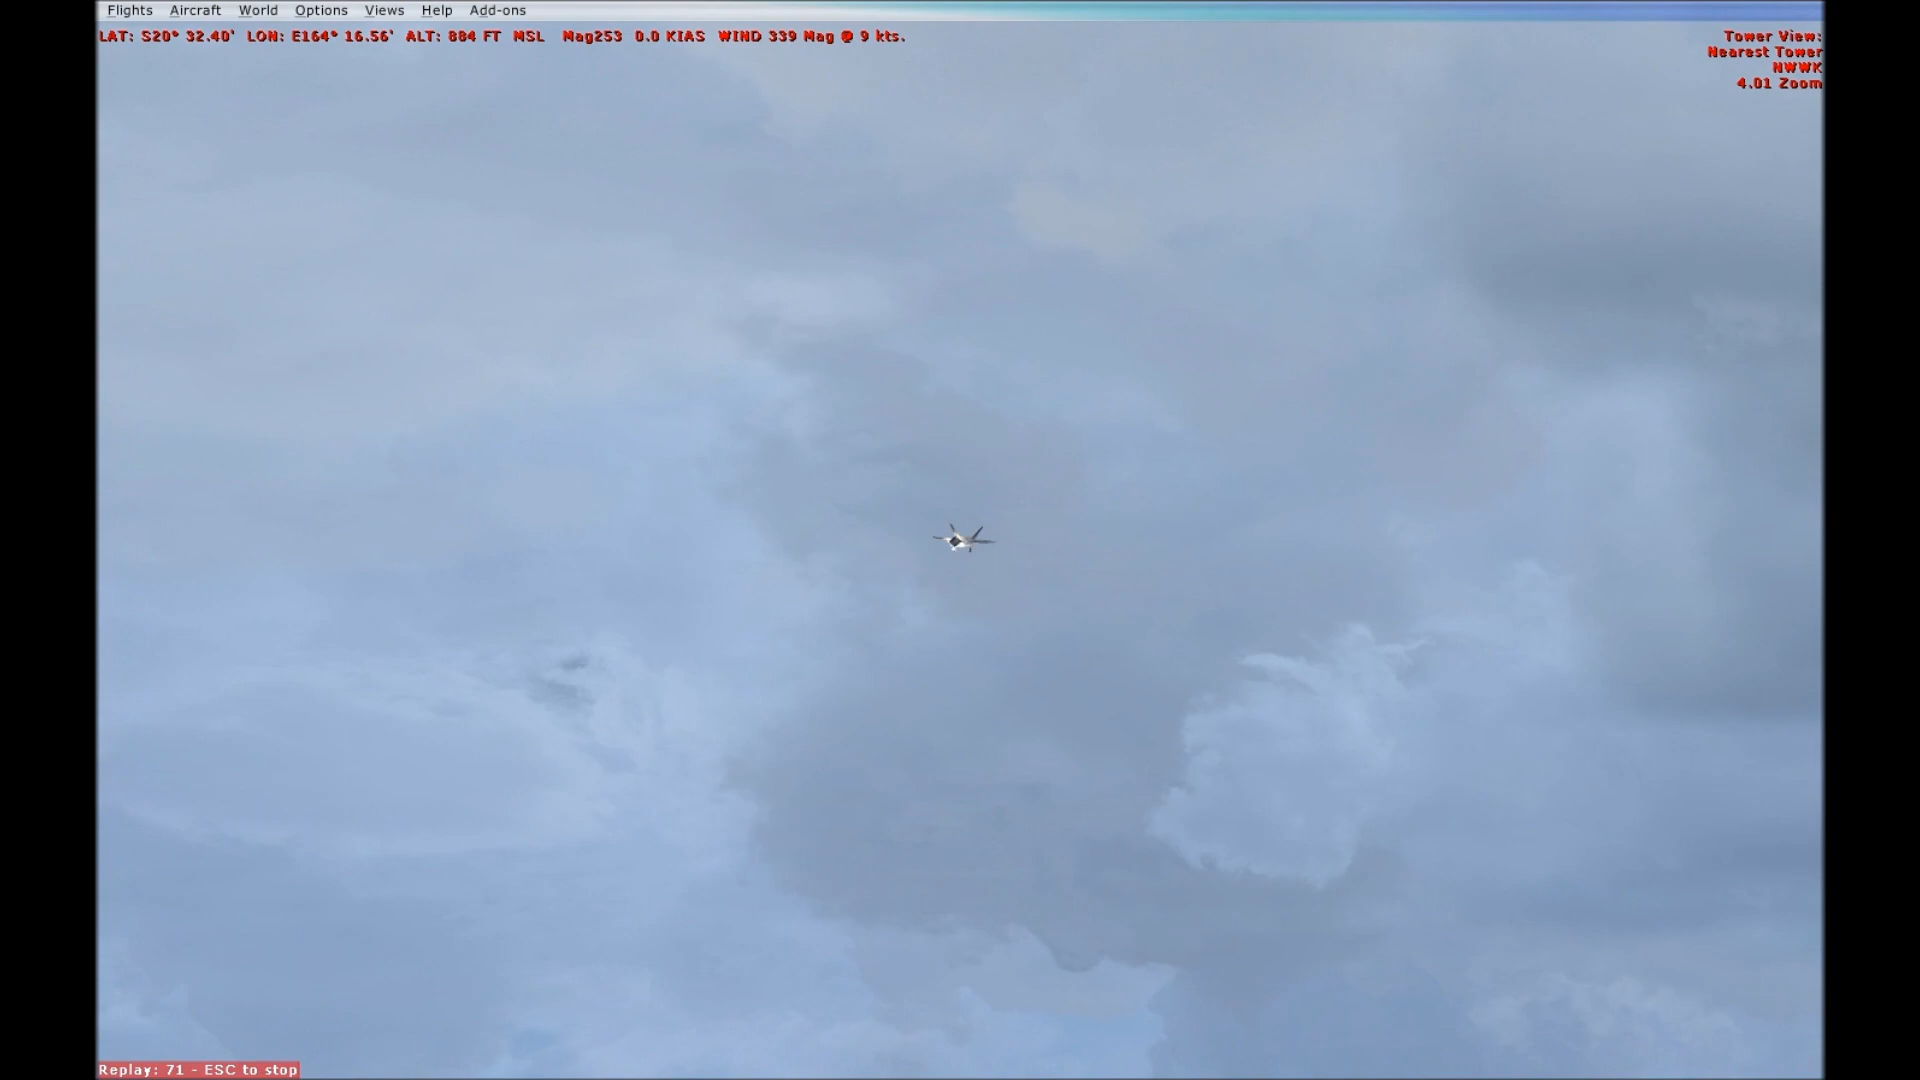 Flights Aircraft World Options Views Help Add-ons
LAT: S20° 32.40' LON: E164° 16.56' ALT: 884 FT MSL Mag253 0.0 KIAS WIND 339 Mag @ 9 kts.
Tower View:
Nearest Tower
NWWK
4.01 Zoom
Replay: 71 - ESC to stop